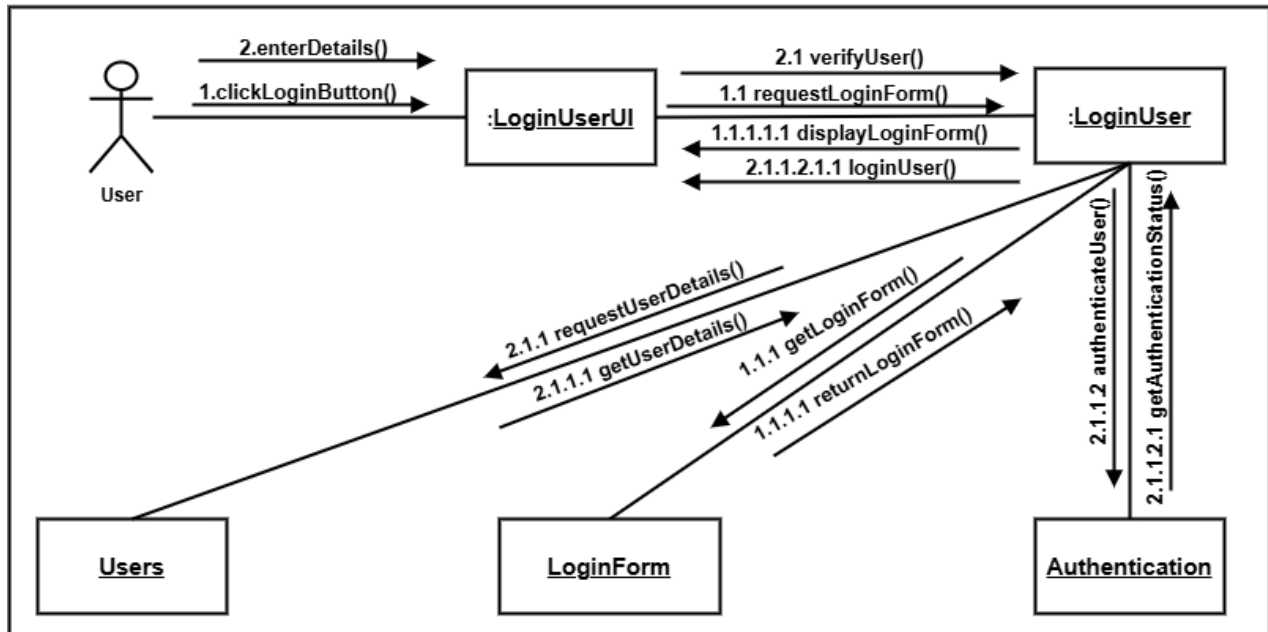 2.enterDetails()
1.clickLoginButton()
User
:LoginUserUI
2.1 verifyUser()
1.1 requestLoginForm()
1.1.1.1.1 displayLoginForm()
2.1.1.2.1.1 loginUser()
:LoginUser
2.1.1 requestUserDetails()
2.1.1.1 getUserDetails()
1.1.1 getLoginForm()
1.1.1.1 returnLoginForm()
2.1.1.2 authenticateUser()
2.1.1.2.1 getAuthenticationStatus()
Users
LoginForm
Authentication